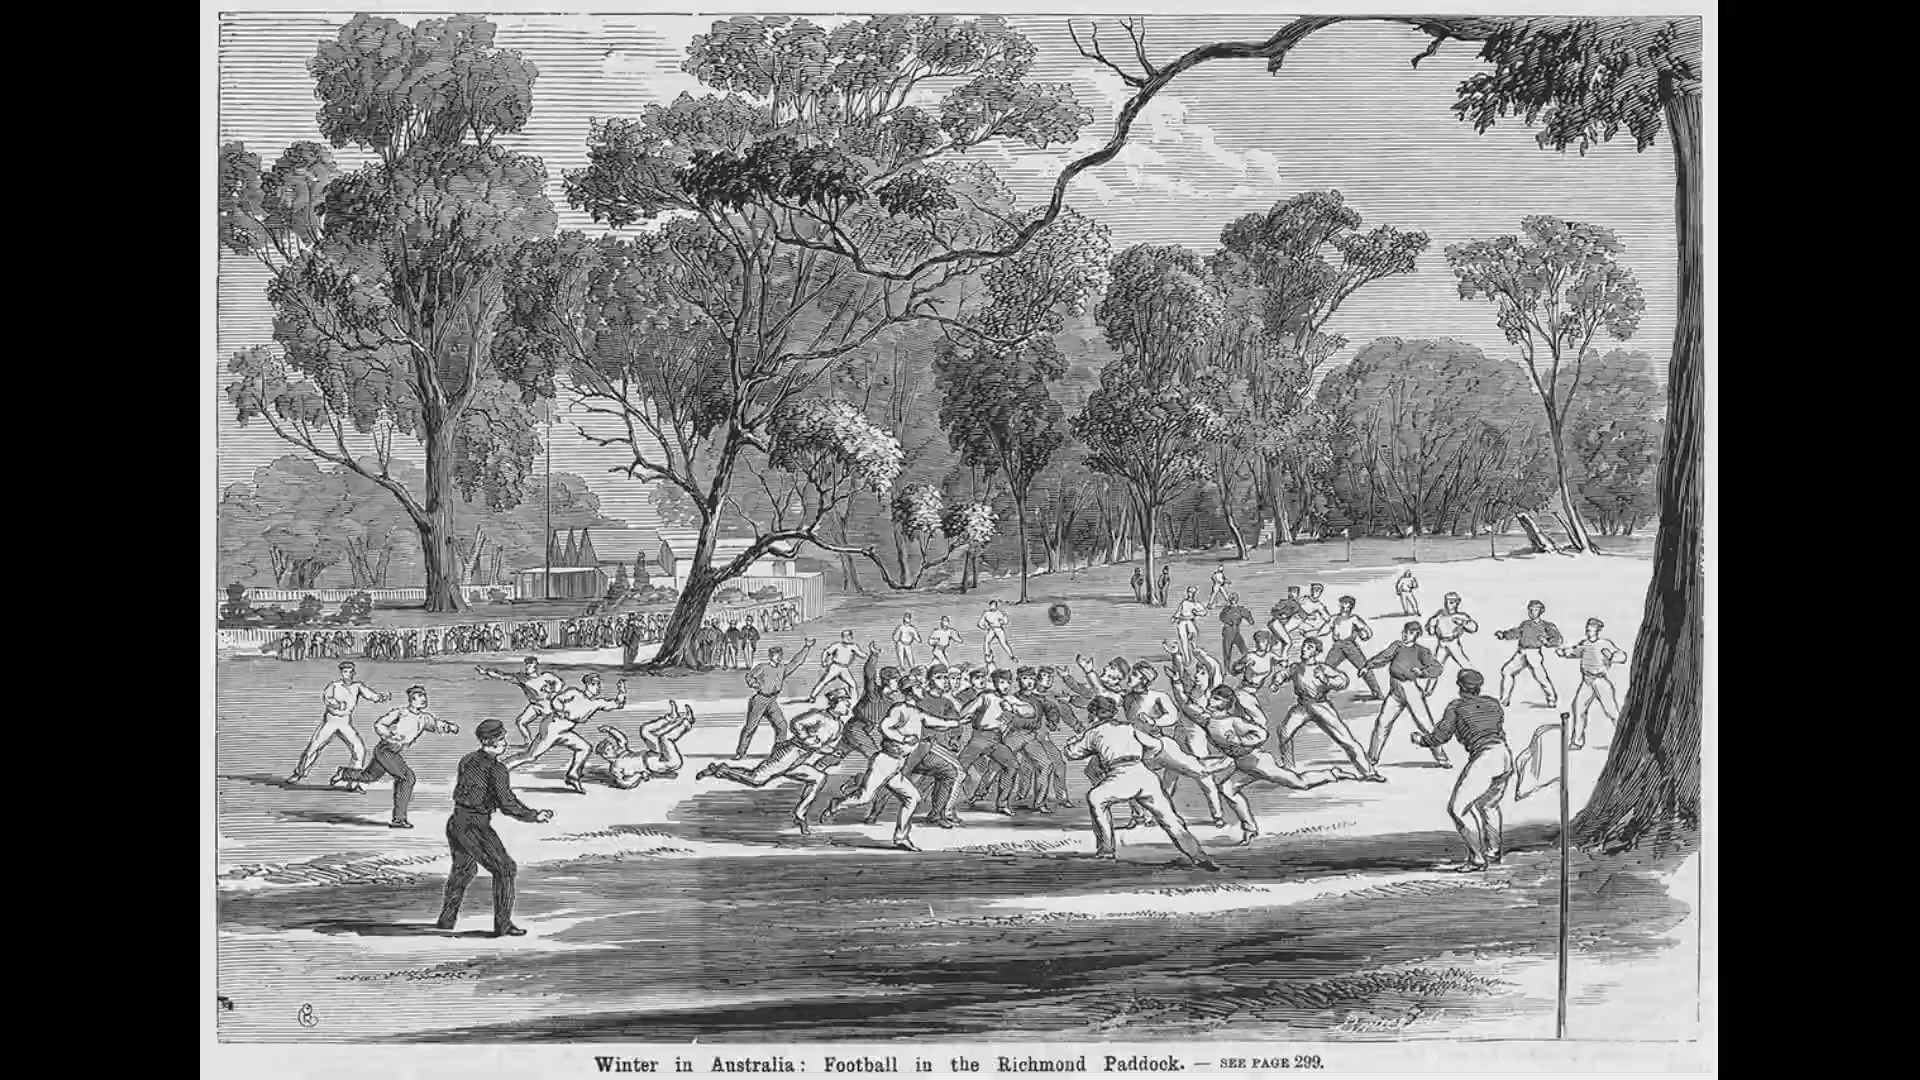 Winter in Australia: Football in the Richmond Paddock. — SEE PAGE 299.